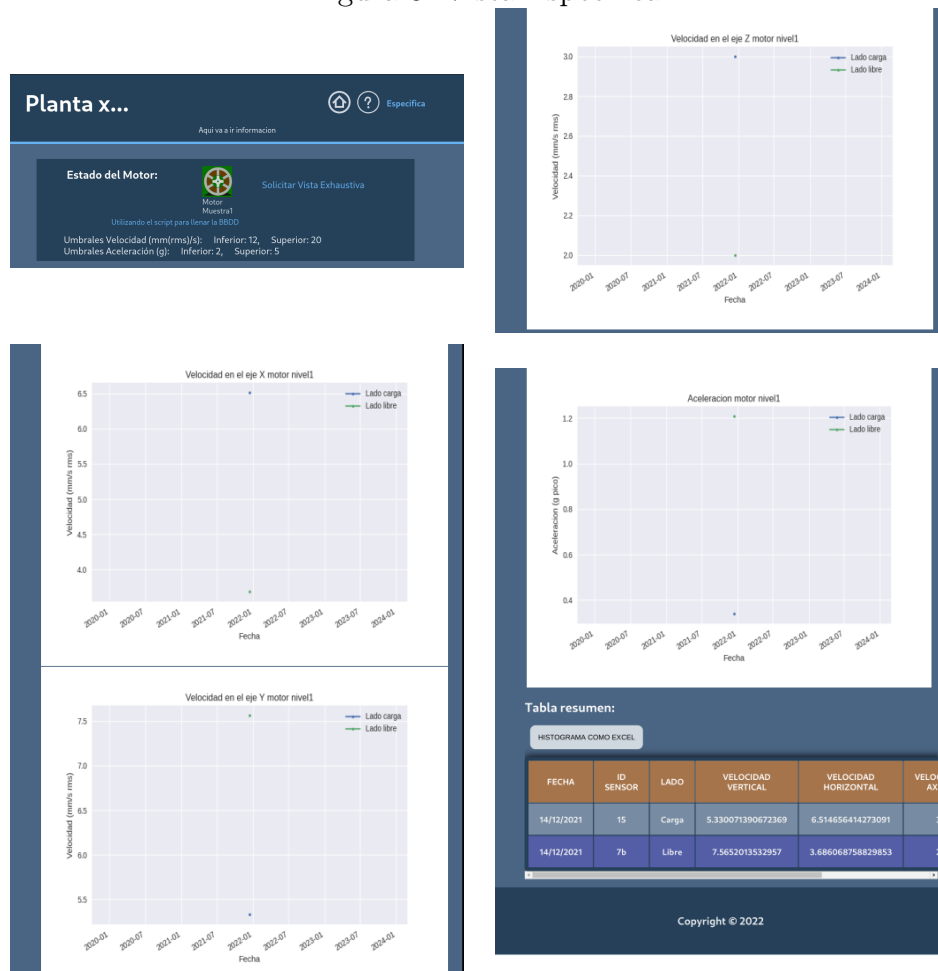 Planta x...
Especifica
Aqui va a ir informacion
Estado del Motor:
Solicitar Vista Exhaustiva
Motor
Muestra1
Utilizando el script para llenar la BBDD
Umbrales Velocidad (mm(rms)/s): Inferior: 12, Superior: 20
Umbrales Aceleración (g): Inferior: 2, Superior: 5
Velocidad en el eje Z motor nivel1
Lado carga
Lado libre
Velocidad (mm/s rms)
3.0
2.8
2.6
2.4
2.2
2.0
2020-01 2020-07 2021-01 2021-07 2022-01 2022-07 2023-01 2023-07 2024-01
Fecha
Velocidad en el eje X motor nivel1
Lado carga
Lado libre
Velocidad (mm/s rms)
6.5
6.0
5.5
5.0
4.5
4.0
2020-01 2020-07 2021-01 2021-07 2022-01 2022-07 2023-01 2023-07 2024-01
Fecha
Velocidad en el eje Y motor nivel1
Lado carga
Lado libre
Velocidad (mm/s rms)
7.5
7.0
6.5
6.0
5.5
2020-01 2020-07 2021-01 2021-07 2022-01 2022-07 2023-01 2023-07 2024-01
Fecha
Aceleracion motor nivel1
Lado carga
Lado libre
Aceleracion (g pico)
1.2
1.0
0.8
0.6
0.4
2020-01 2020-07 2021-01 2021-07 2022-01 2022-07 2023-01 2023-07 2024-01
Fecha
Tabla resumen:
HISTOGRAMA COMO EXCEL
FECHA ID SENSOR LADO VELOCIDAD VERTICAL VELOCIDAD HORIZONTAL
14/12/2021 15 Carga 5.330071390672369 6.514656414273091
14/12/2021 7b Libre 7.5652013532957 3.686068758829853
Copyright © 2022